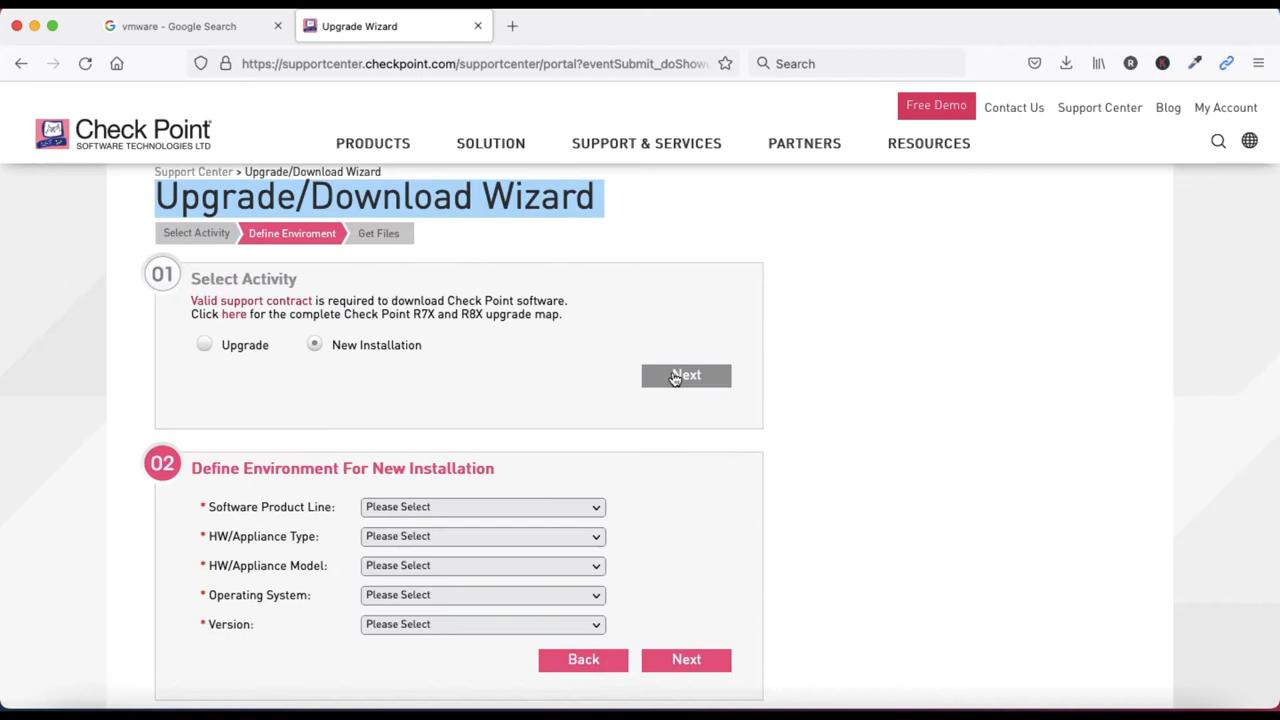 vmware - Google Search
Upgrade Wizard
https://supportcenter.checkpoint.com/supportcenter/portal?eventSubmit_doShow
Search
Free Demo
Contact Us
Support Center
Blog
My Account
Check Point
SOFTWARE TECHNOLOGIES LTD
PRODUCTS
SOLUTION
SUPPORT & SERVICES
PARTNERS
RESOURCES
Support Center > Upgrade/Download Wizard
Upgrade/Download Wizard
Select Activity
Define Enviroment
Get Files
01
Select Activity
Valid support contract is required to download Check Point software.
Click here for the complete Check Point R7X and R8X upgrade map.
Upgrade
New Installation
Next
02
Define Environment For New Installation
* Software Product Line: Please Select
* HW/Appliance Type: Please Select
* HW/Appliance Model: Please Select
* Operating System: Please Select
* Version: Please Select
Back
Next